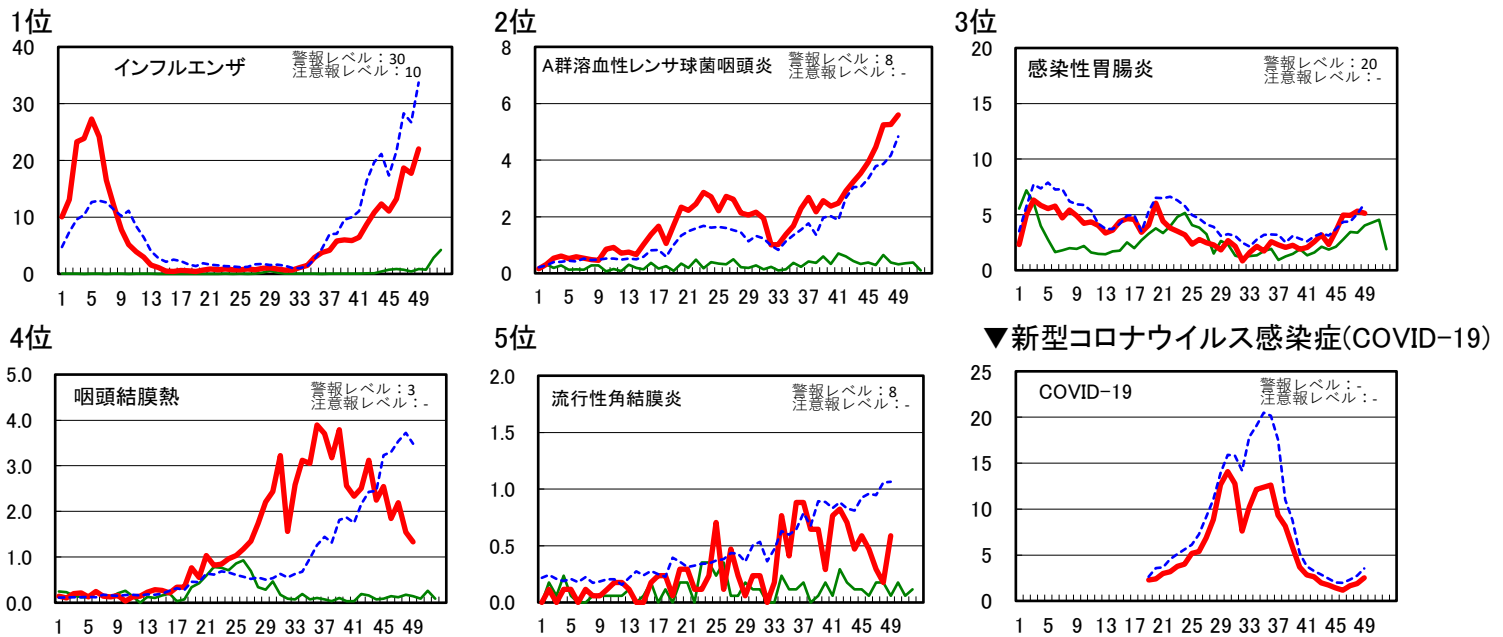 1位
インフルエンザ
警報レベル：30
注意報レベル：10
40
30
20
10
0
1 5 9 13 17 21 25 29 33 37 41 45 49
2位
A群溶血性レンサ球菌咽頭炎
警報レベル：8
注意報レベル：-
8
6
4
2
0
1 5 9 13 17 21 25 29 33 37 41 45 49
3位
感染性胃腸炎
警報レベル：20
注意報レベル：-
20
15
10
5
0
1 5 9 13 17 21 25 29 33 37 41 45 49
4位
咽頭結膜熱
警報レベル：3
注意報レベル：-
5.0
4.0
3.0
2.0
1.0
0.0
1 5 9 13 17 21 25 29 33 37 41 45 49
5位
流行性角結膜炎
警報レベル：8
注意報レベル：-
2.0
1.5
1.0
0.5
0.0
1 5 9 13 17 21 25 29 33 37 41 45 49
▼新型コロナウイルス感染症(COVID-19)
COVID-19
警報レベル：-
注意報レベル：-
25
20
15
10
5
0
1 5 9 13 17 21 25 29 33 37 41 45 49